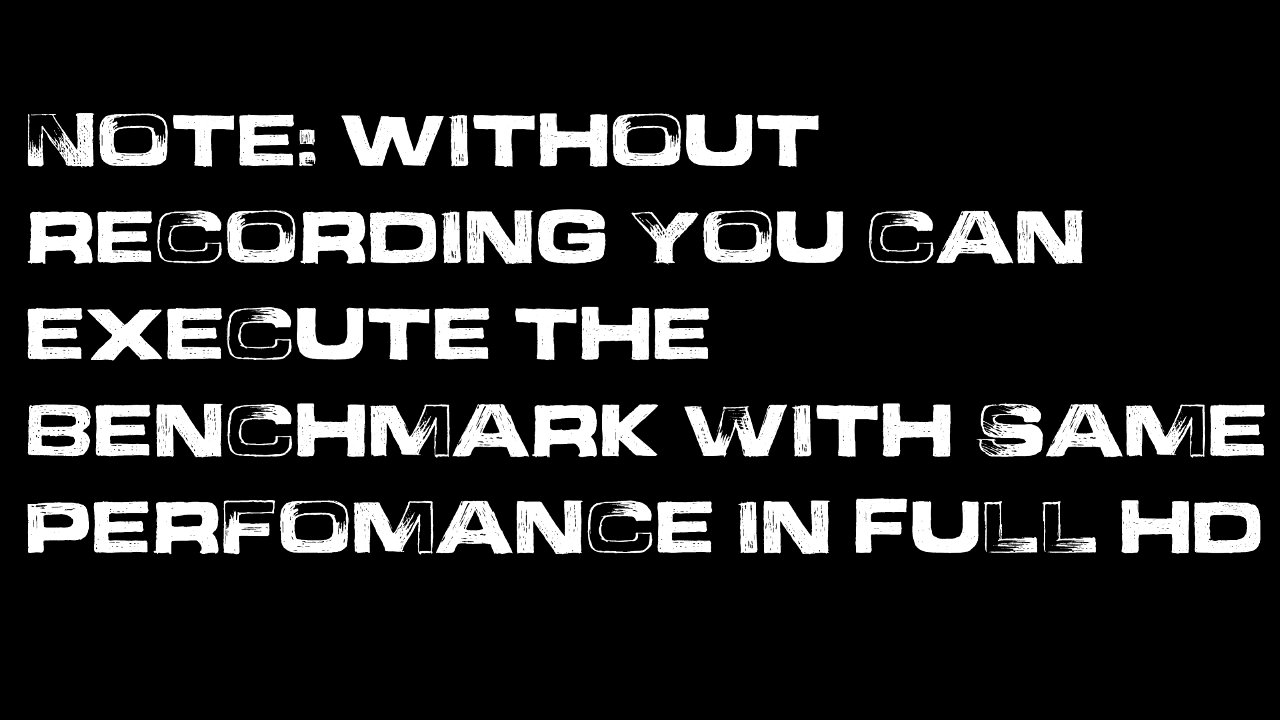 NOTE: WITHOUT
RECORDING YOU CAN
EXECUTE THE
BENCHMARK WITH SAME
PERFOMANCE IN FULL HD